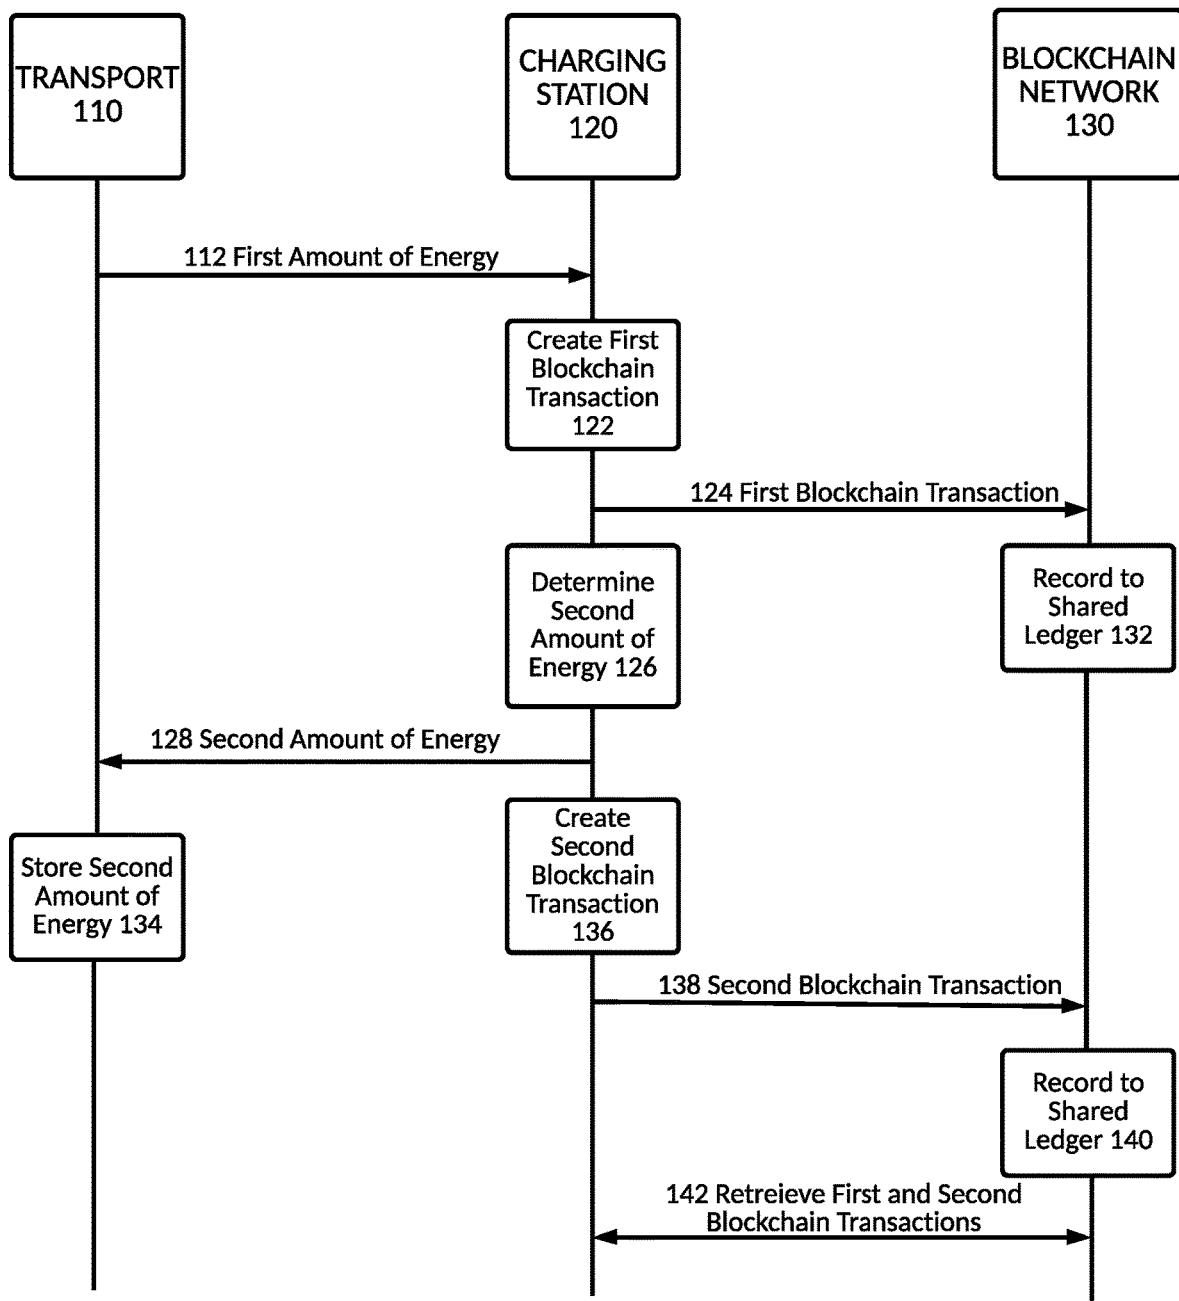 TRANSPORT
110
CHARGING
STATION
120
BLOCKCHAIN
NETWORK
130
112 First Amount of Energy
Create First
Blockchain
Transaction
122
124 First Blockchain Transaction
Determine
Second
Amount of
Energy 126
Record to
Shared
Ledger 132
128 Second Amount of Energy
Create
Second
Blockchain
Transaction
136
Store Second
Amount of
Energy 134
138 Second Blockchain Transaction
Record to
Shared
Ledger 140
142 Retreieve First and Second
Blockchain Transactions